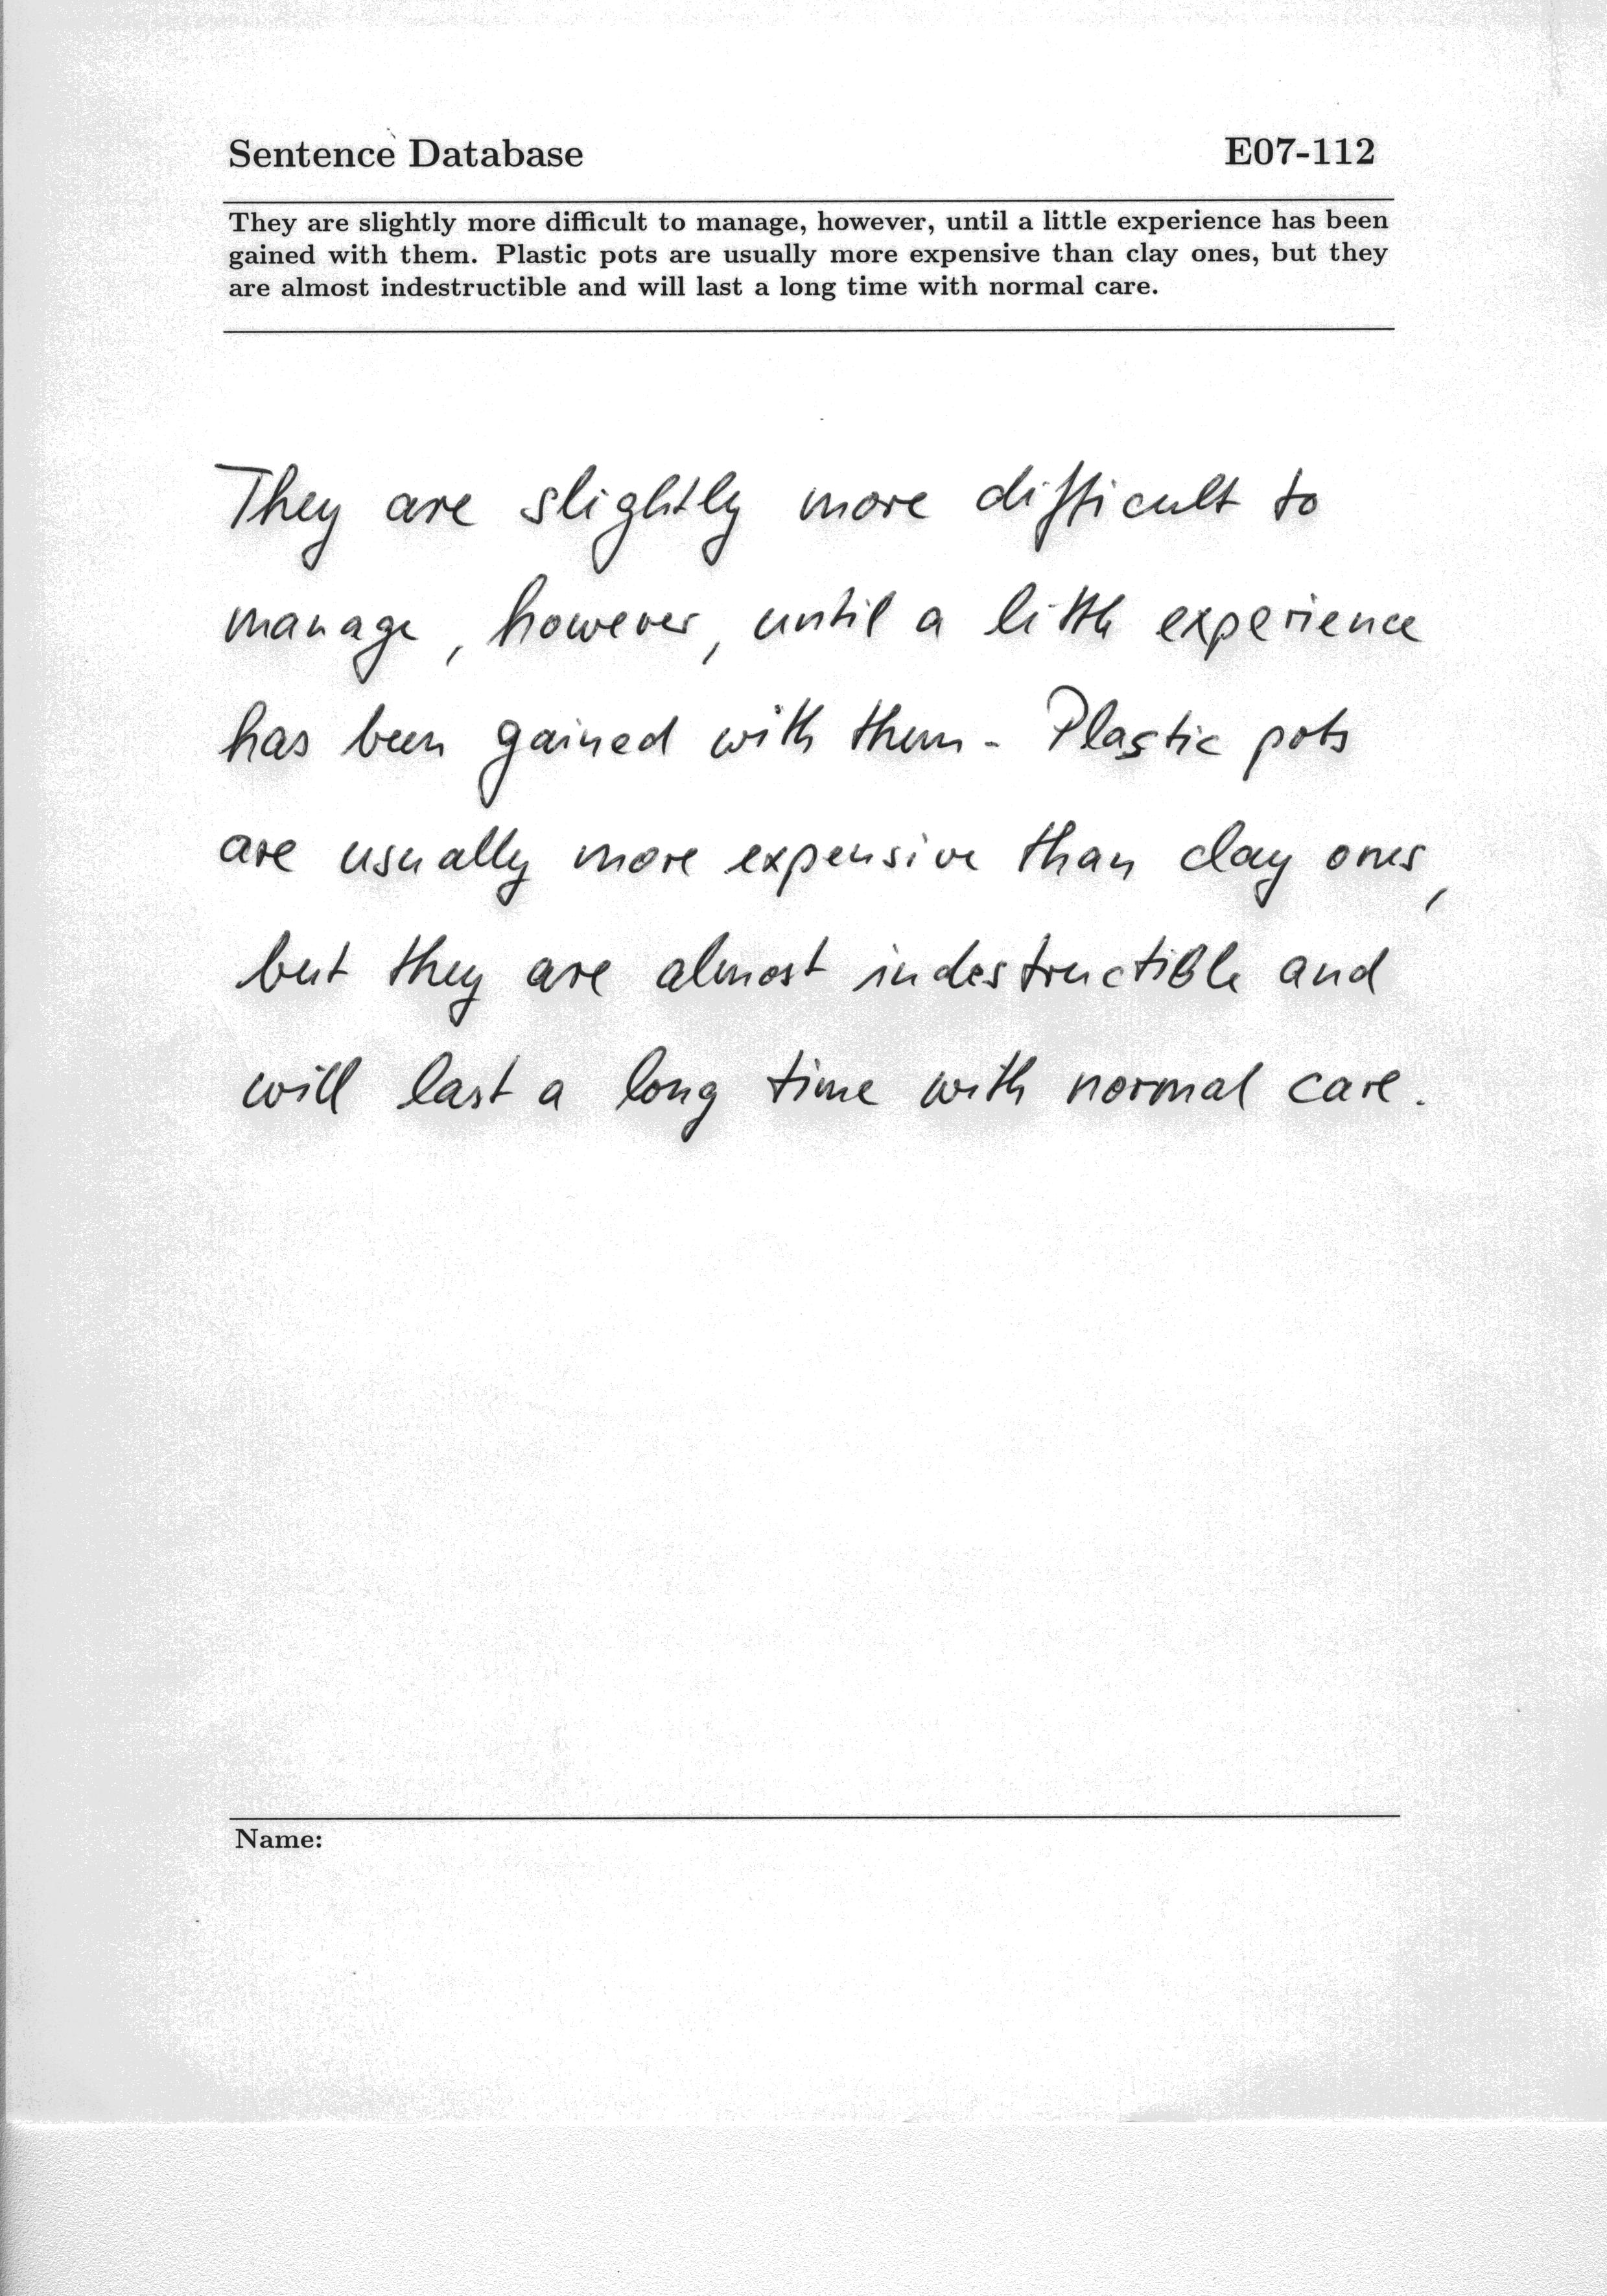 Sentence Database E07-112
They are slightly more difficult to manage, however, until a little experience has been
gained with them. Plastic pots are usually more expensive than clay ones, but they
are almost indestructible and will last a long time with normal care.
They are slightly more difficult to
manage, however, until a little experience
has been gained with them. Plastic pots
are usually more expensive than clay ones,
but they are almost indestructible and
will last a long time with normal care.
Name: